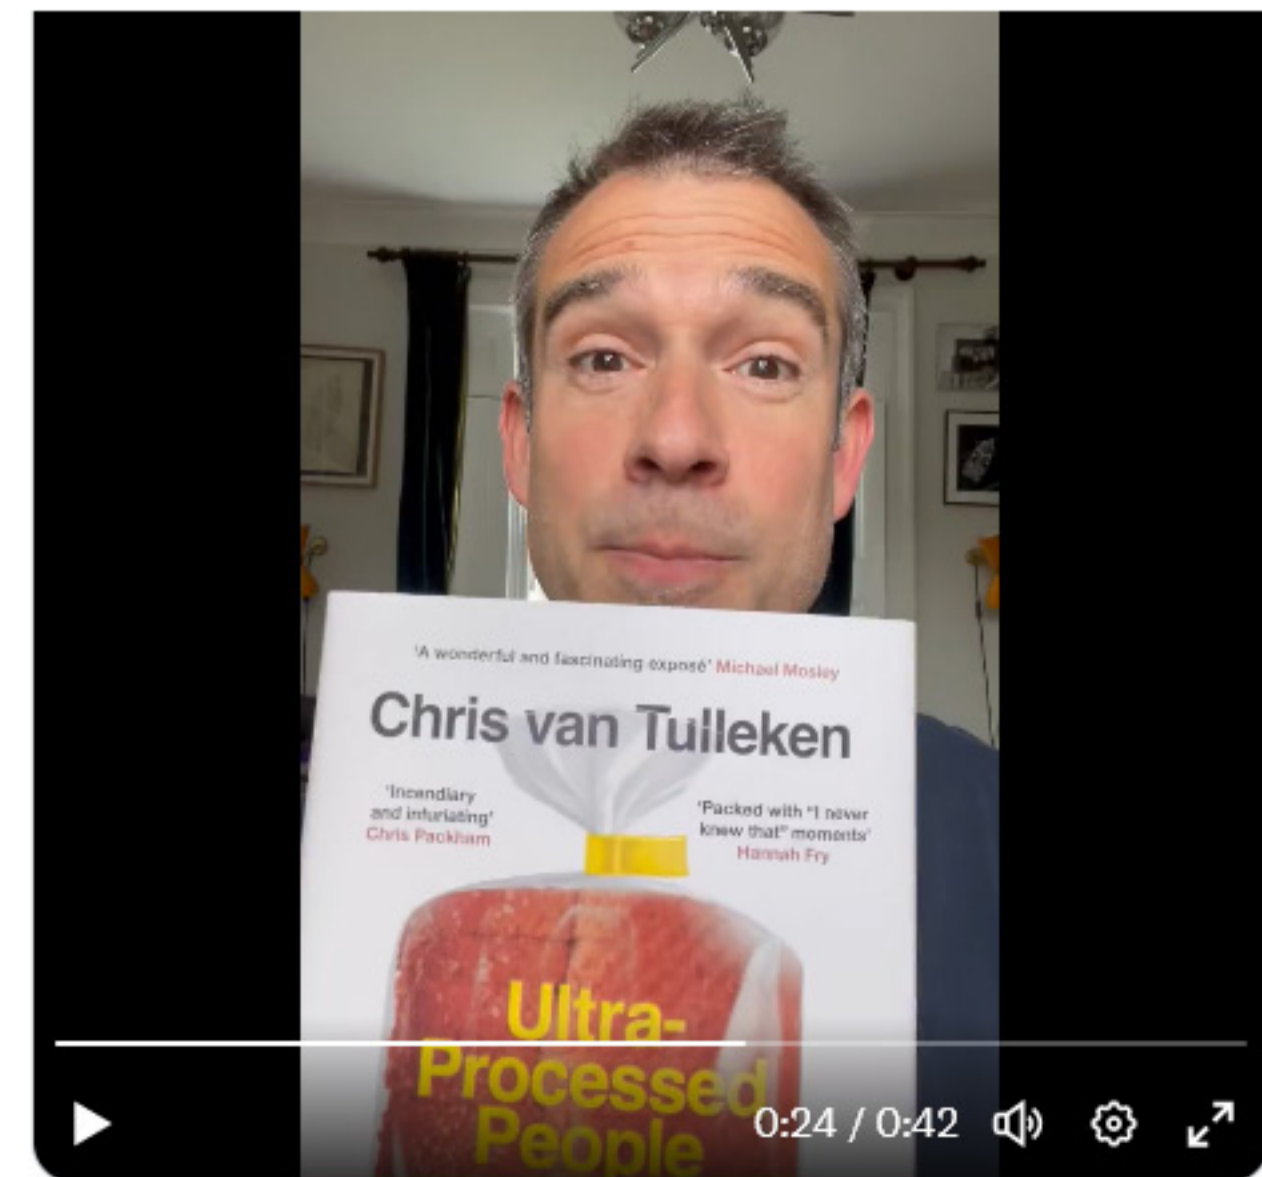 'A wonderful and fascinating exposé' Michael Mosley
Chris van Tulleken
'Incendiary
and infuriating'
Chris Packham
'Packed with "I never
knew that" moments'
Hannah Fry
Ultra-
Processed
People
0:24 / 0:42